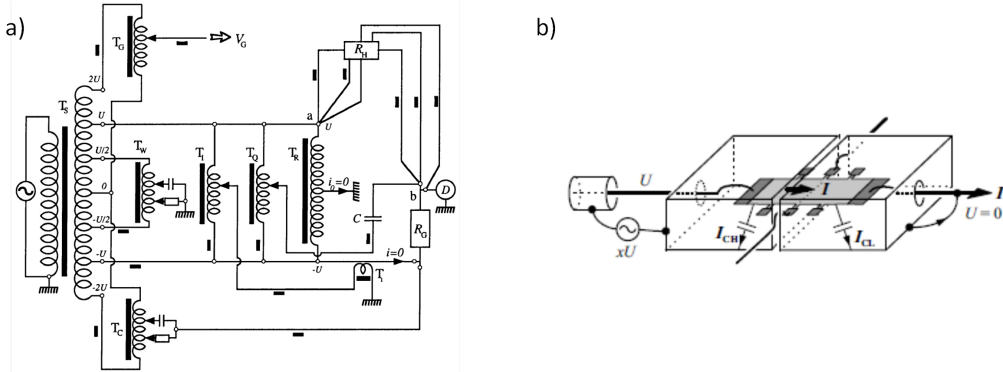 a)
T_G
V_G
R_H
2U
T_S
U
a
U
U/2
T_W
T_I
T_Q
T_R
0
i_0=0
D
b
C
R_G
-U/2
-U
-U
i=0
T_i
-2U
T_C
b)
U
I
I
U = 0
I_CH
I_CL
xU